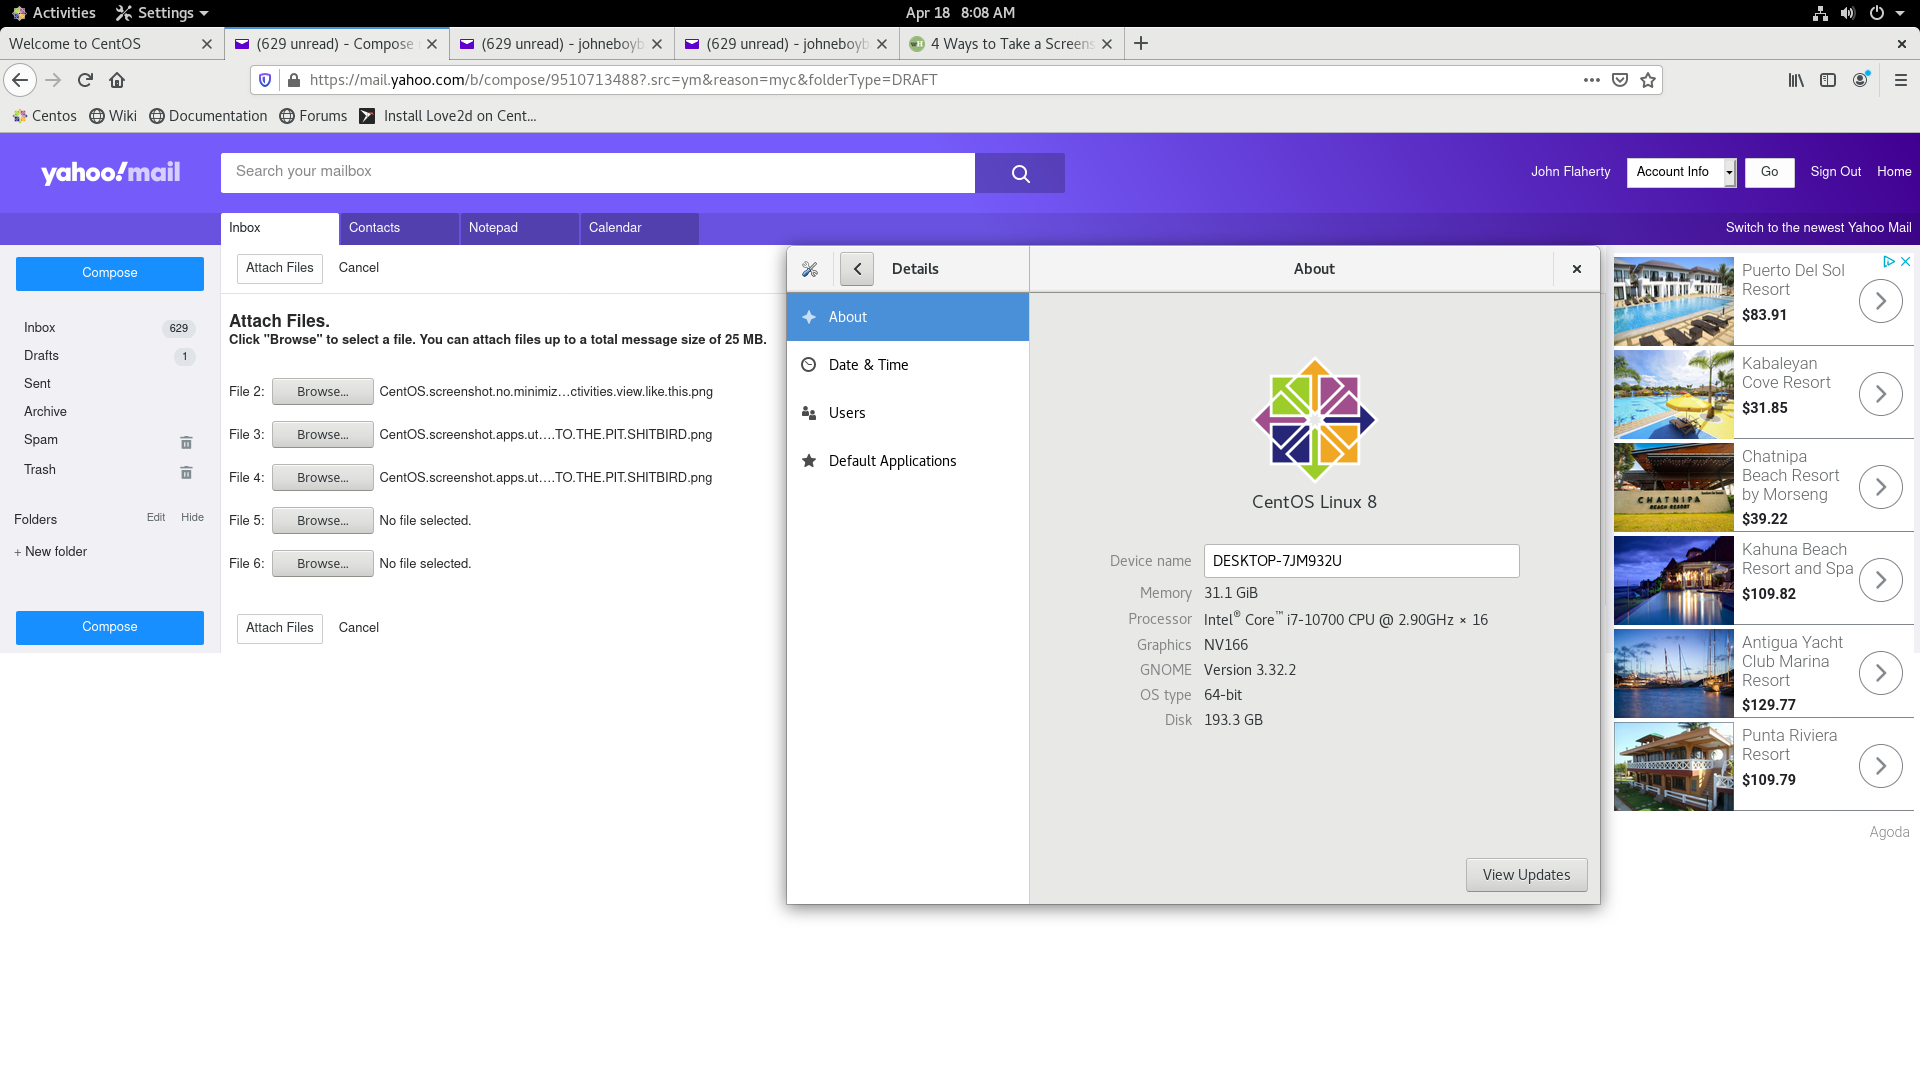 Activities
Settings
Apr 18 8:08 AM
Welcome to CentOS
(629 unread) - Compose
(629 unread) - johneboyb
(629 unread) - johneboyb
4 Ways to Take a Screens
https://mail.yahoo.com/b/compose/9510713488?.src=ym&reason=myc&folderType=DRAFT
Centos
Wiki
Documentation
Forums
Install Love2d on Cent...
yahoo!mail
Search your mailbox
John Flaherty
Account Info
Go
Sign Out
Home
Inbox
Contacts
Notepad
Calendar
Switch to the newest Yahoo Mail
Compose
Inbox 629
Drafts 1
Sent
Archive
Spam
Trash
Folders Edit Hide
+ New folder
Compose
Attach Files Cancel
Attach Files.
Click "Browse" to select a file. You can attach files up to a total message size of 25 MB.
File 2: Browse... CentOS.screenshot.no.minimiz...ctivities.view.like.this.png
File 3: Browse... CentOS.screenshot.apps.ut....TO.THE.PIT.SHITBIRD.png
File 4: Browse... CentOS.screenshot.apps.ut....TO.THE.PIT.SHITBIRD.png
File 5: Browse... No file selected.
File 6: Browse... No file selected.
Attach Files Cancel
Details
About
About
Date & Time
Users
Default Applications
CentOS Linux 8
Device name DESKTOP-7JM932U
Memory 31.1 GiB
Processor Intel® Core™ i7-10700 CPU @ 2.90GHz × 16
Graphics NV166
GNOME Version 3.32.2
OS type 64-bit
Disk 193.3 GB
View Updates
Puerto Del Sol
Resort
$83.91
Kabaleyan
Cove Resort
$31.85
CHATNIPA
BEACH RESORT
Chatnipa
Beach Resort
by Morseng
$39.22
Kahuna Beach
Resort and Spa
$109.82
Antigua Yacht
Club Marina
Resort
$129.77
Punta Riviera
Resort
$109.79
Agoda